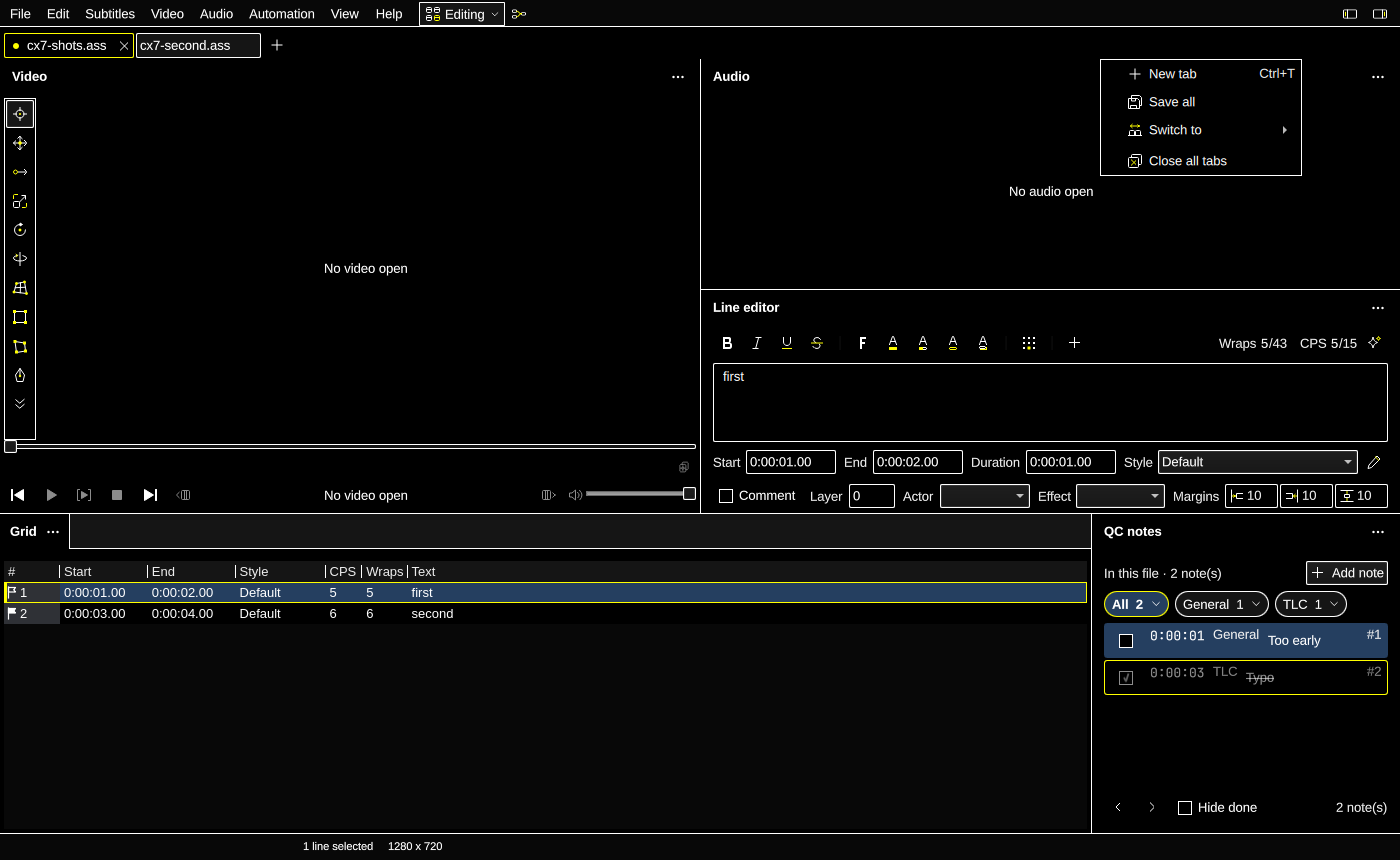 File Edit Subtitles Video Audio Automation View Help Editing
cx7-shots.ass cx7-second.ass
Video
No video open
No video open
Audio
New tab Ctrl+T
Save all
Switch to
Close all tabs
No audio open
Line editor
B I U S F A A A A Wraps 5/43 CPS 5/15
first
Start 0:00:01.00 End 0:00:02.00 Duration 0:00:01.00 Style Default
Comment Layer 0 Actor Effect Margins 10 10 10
Grid
# Start End Style CPS Wraps Text
1 0:00:01.00 0:00:02.00 Default 5 5 first
2 0:00:03.00 0:00:04.00 Default 6 6 second
QC notes
In this file · 2 note(s) Add note
All 2 General 1 TLC 1
0:00:01 General Too early #1
0:00:03 TLC Typo #2
Hide done 2 note(s)
1 line selected 1280 x 720